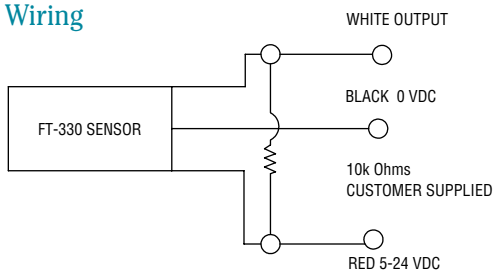 Wiring
WHITE OUTPUT
BLACK 0 VDC
FT-330 SENSOR
10k Ohms
CUSTOMER SUPPLIED
RED 5-24 VDC